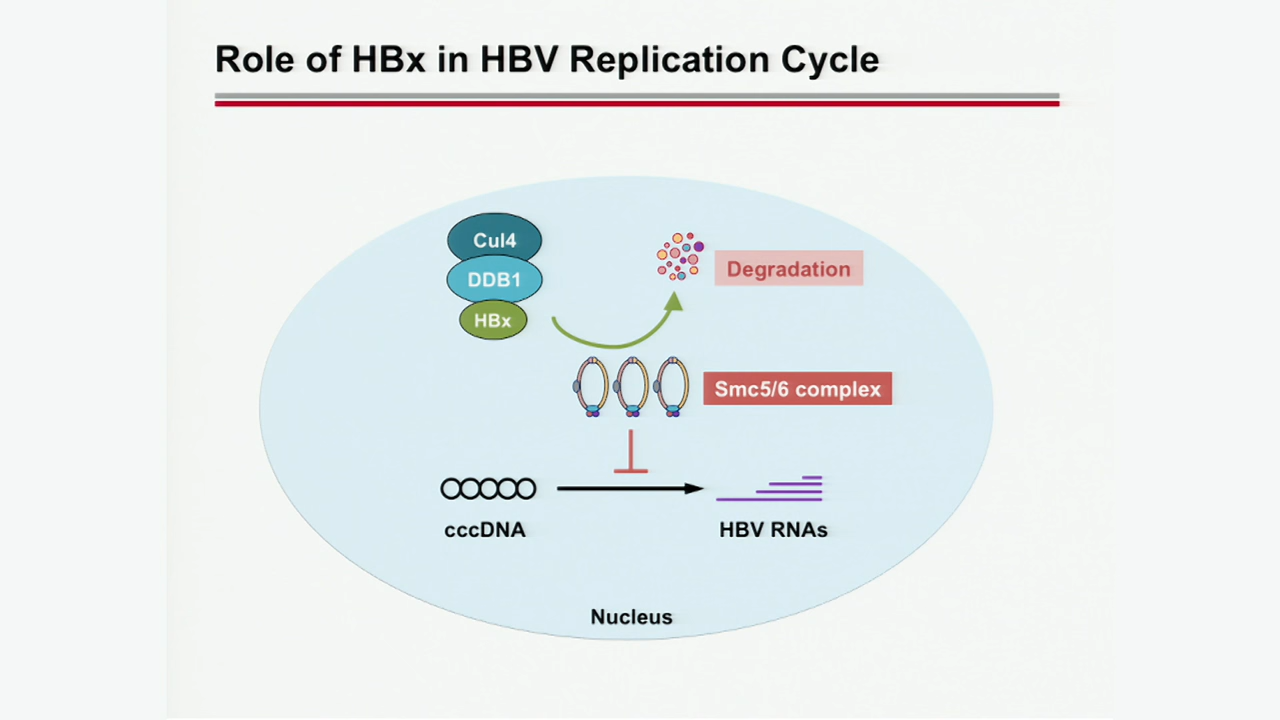 Role of HBx in HBV Replication Cycle
Cul4
DDB1
HBx
Degradation
Smc5/6 complex
cccDNA
HBV RNAs
Nucleus